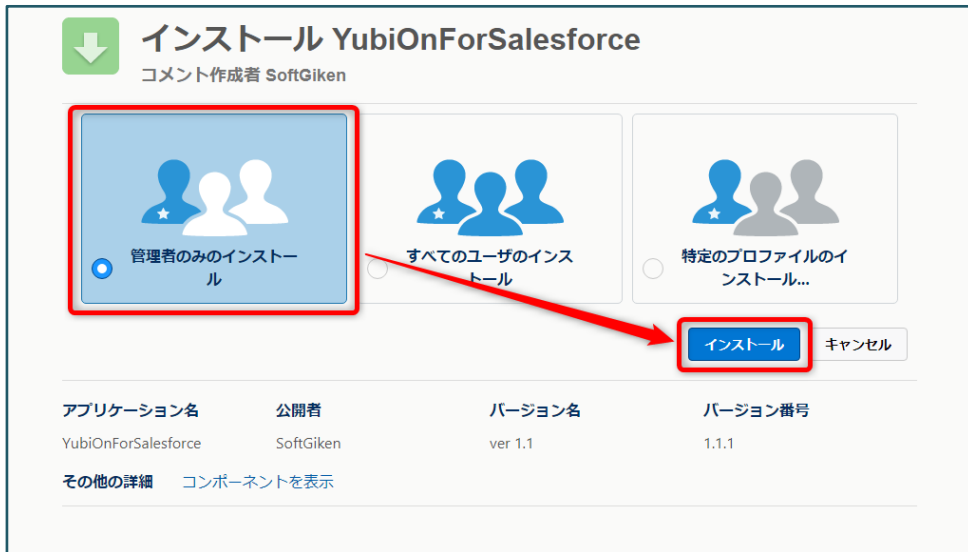 インストール YubiOnForSalesforce
コメント作成者 SoftGiken
管理者のみのインストー
ル
すべてのユーザのインス
トール
特定のプロファイルのイ
ンストール...
インストール キャンセル
アプリケーション名 公開者 バージョン名 バージョン番号
YubiOnForSalesforce SoftGiken ver 1.1 1.1.1
その他の詳細 コンポーネントを表示